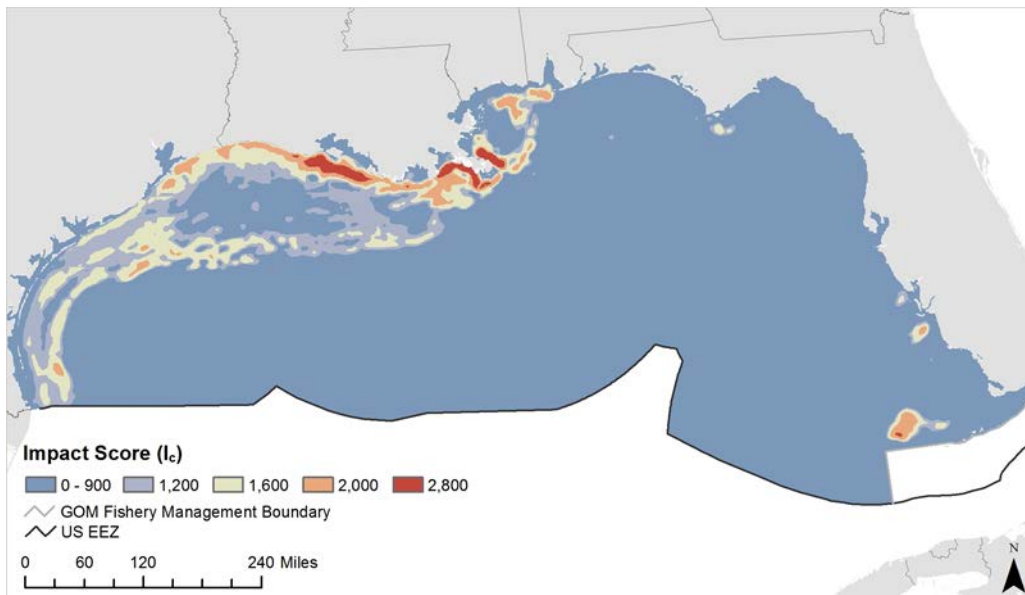 Impact Score (Ic)
0 - 900 1,200 1,600 2,000 2,800
GOM Fishery Management Boundary
US EEZ
0 60 120 240 Miles
N